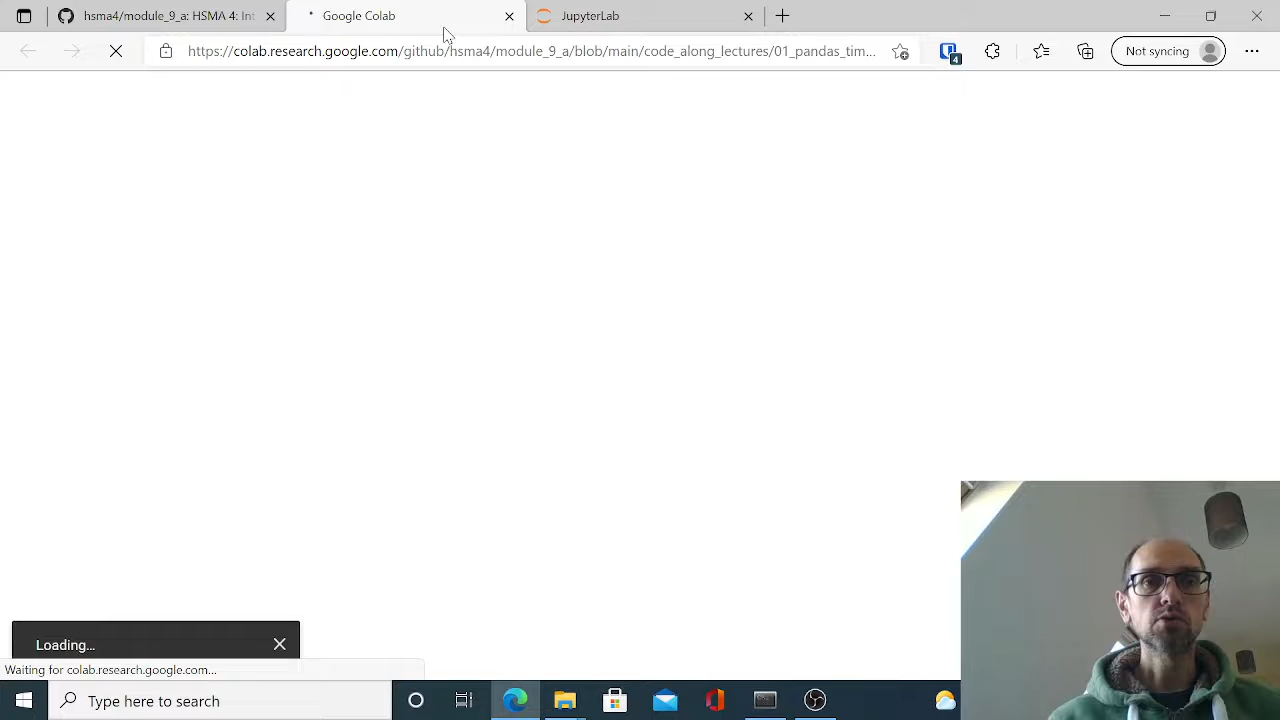 hsma4/module_9_a: HSMA 4: Int
Google Colab
JupyterLab
https://colab.research.google.com/github/hsma4/module_9_a/blob/main/code_along_lectures/01_pandas_tim...
4
Not syncing
Loading...
Waiting for colab.research.google.com...
Type here to search